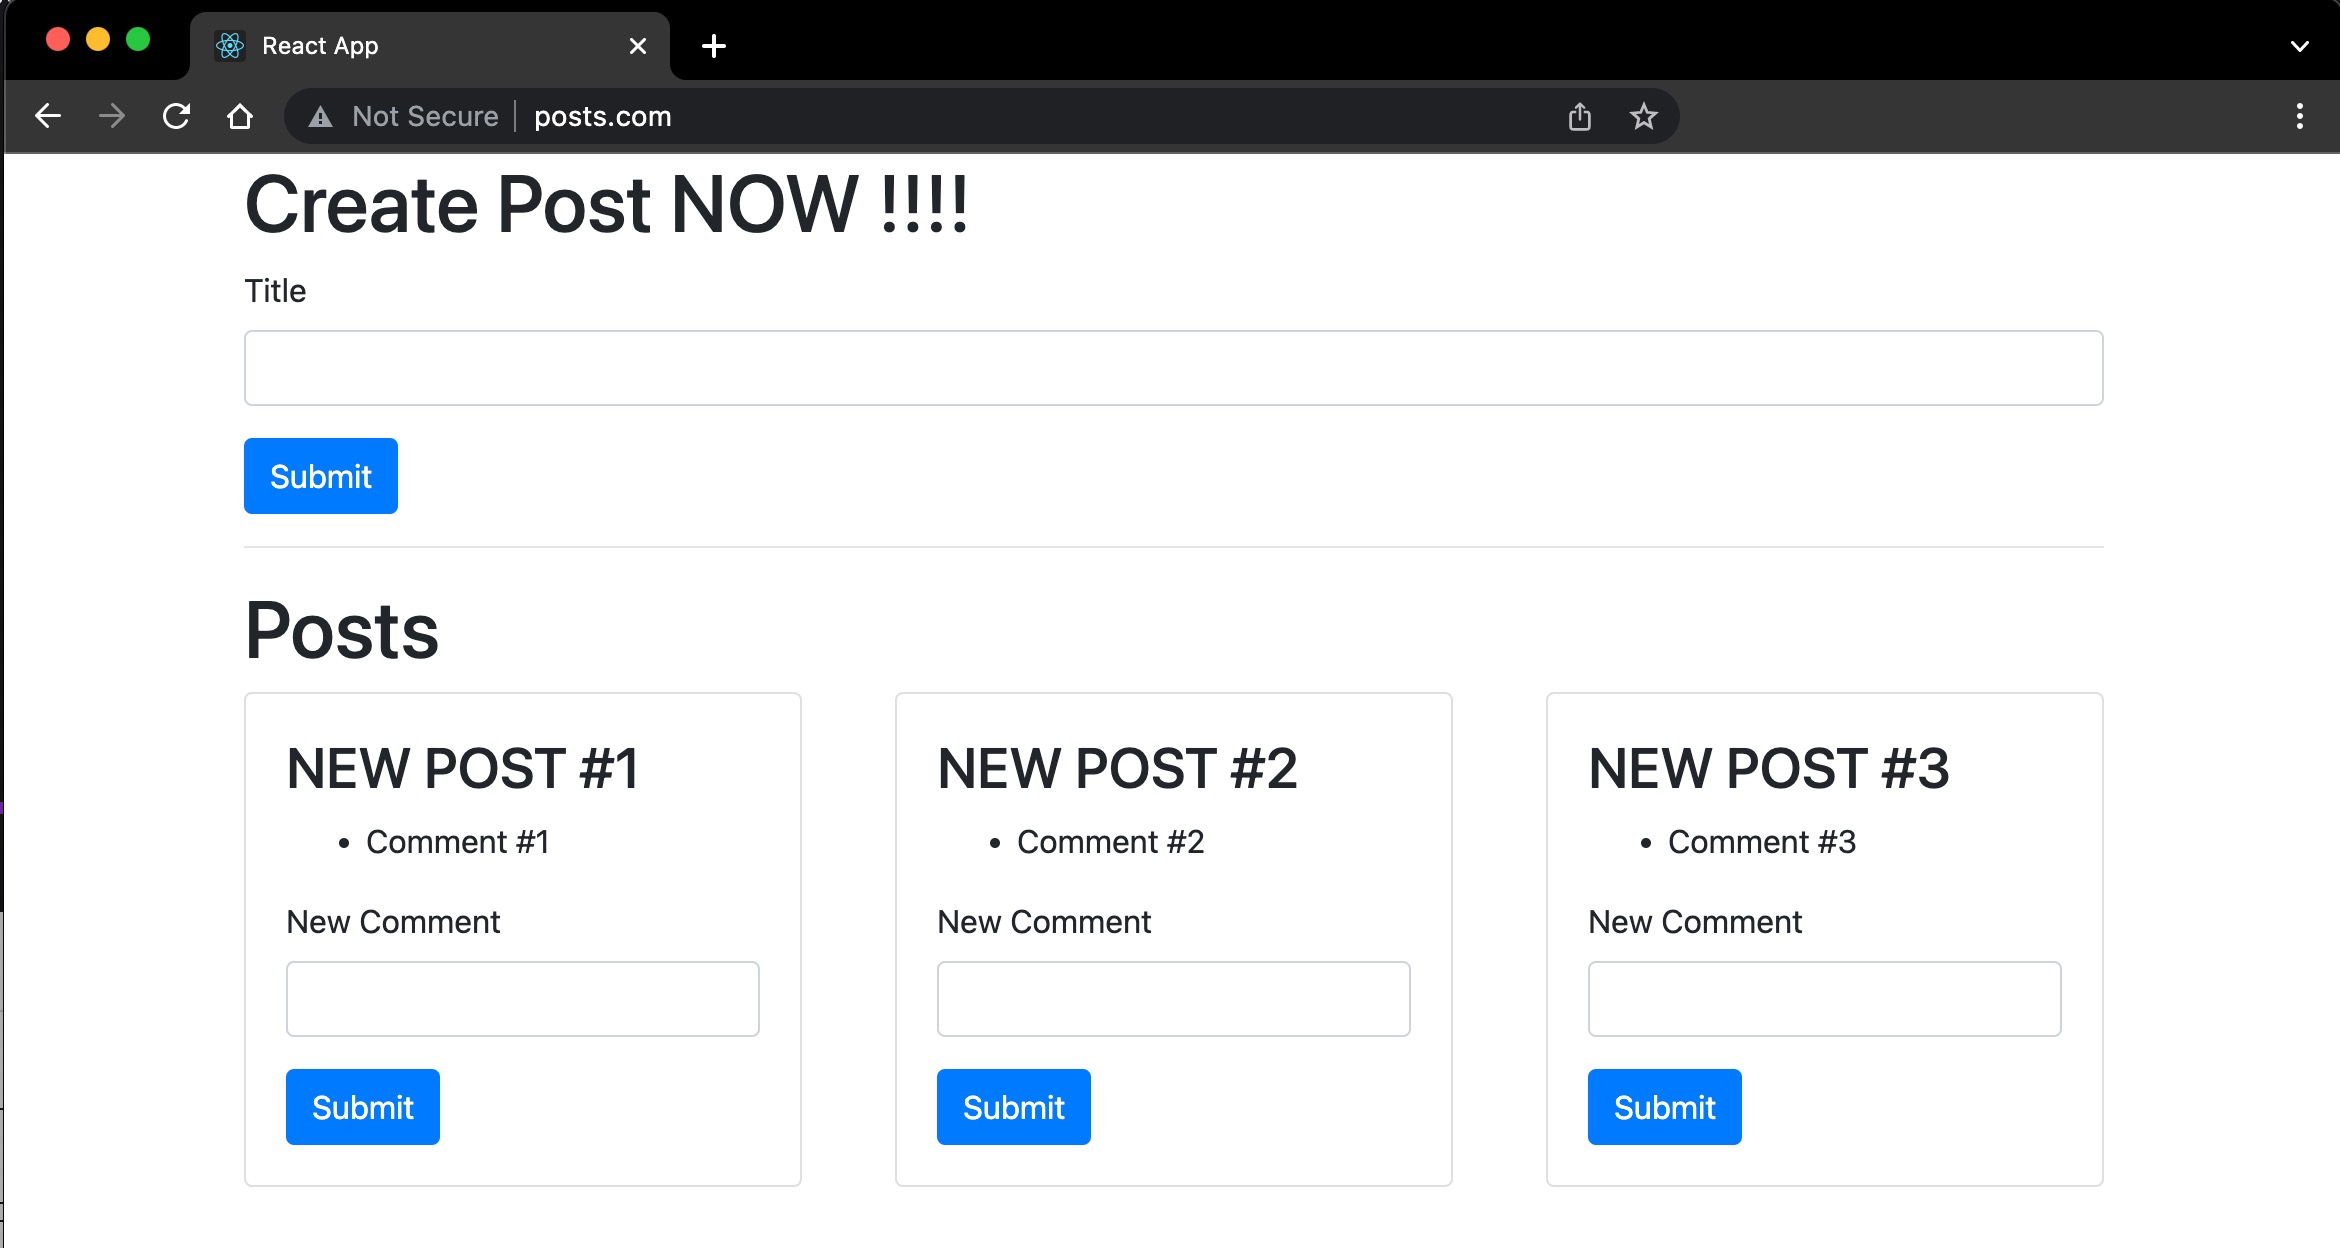 React App
Not Secure posts.com
Create Post NOW !!!!
Title
Submit
Posts
NEW POST #1
Comment #1
New Comment
Submit
NEW POST #2
Comment #2
New Comment
Submit
NEW POST #3
Comment #3
New Comment
Submit